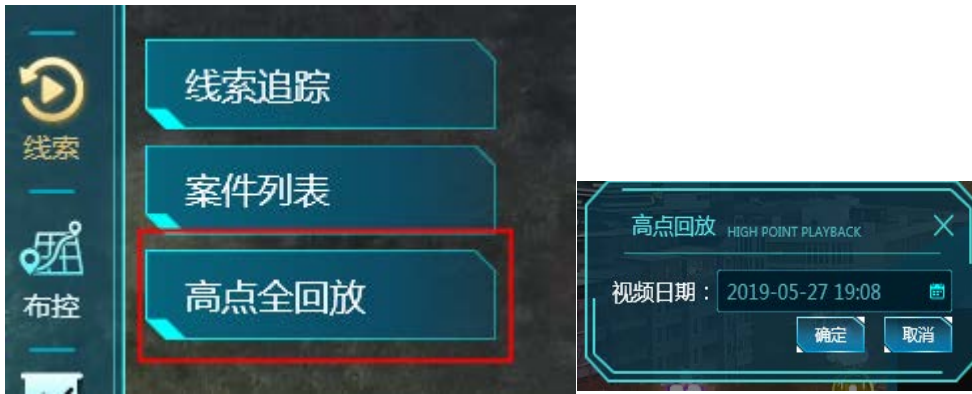 线索
布控
线索追踪
案件列表
高点全回放
高点回放 HIGH POINT PLAYBACK
视频日期： 2019-05-27 19:08
确定 取消